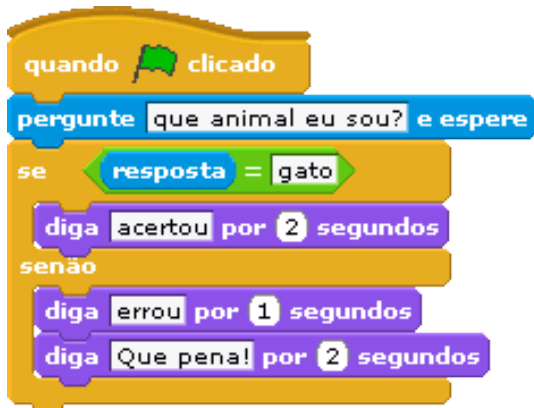 quando clicado
pergunte que animal eu sou? e espere
se resposta = gato
diga acertou por 2 segundos
senão
diga errou por 1 segundos
diga Que pena! por 2 segundos